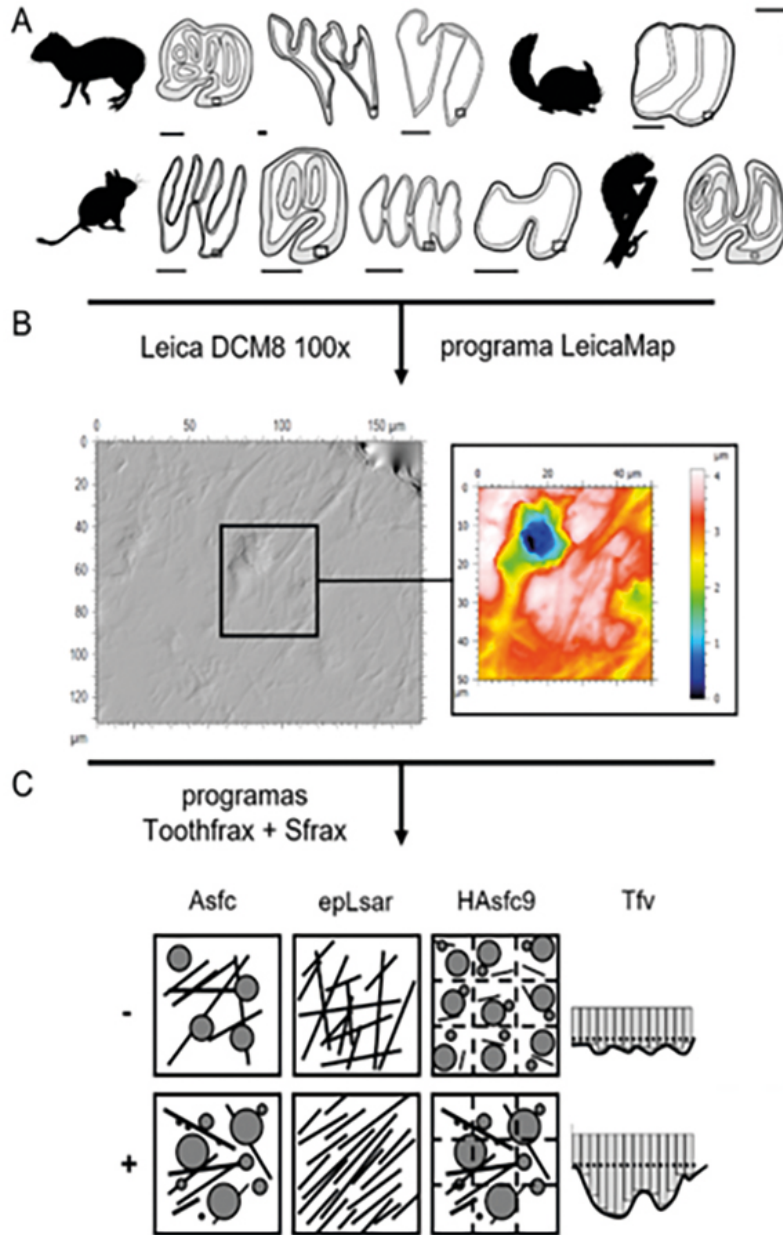 A
B
Leica DCM8 100x programa LeicaMap
0 50 100 150 µm
0
20
40
60
80
100
120
µm
µm
0 20 40 µm
0
10
20
30
40
50
µm
4
3
2
1
0
C
programas
Toothfrax + Sfrax
Asfc epLsar HAsfc9 Tfv
-
+